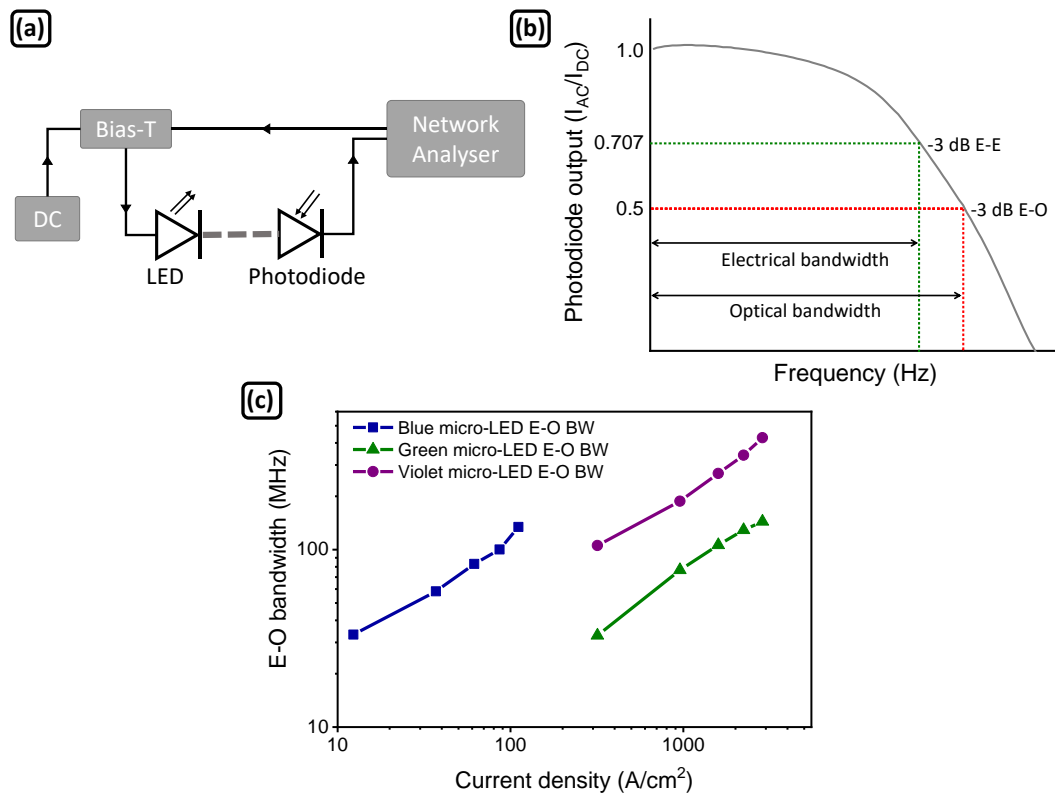 (a)
Bias-T
Network
Analyser
DC
LED
Photodiode
(b)
Photodiode output (I_AC/I_DC)
1.0
0.707
0.5
-3 dB E-E
-3 dB E-O
Electrical bandwidth
Optical bandwidth
Frequency (Hz)
(c)
E-O bandwidth (MHz)
Blue micro-LED E-O BW
Green micro-LED E-O BW
Violet micro-LED E-O BW
100
10
10
100
1000
Current density (A/cm²)